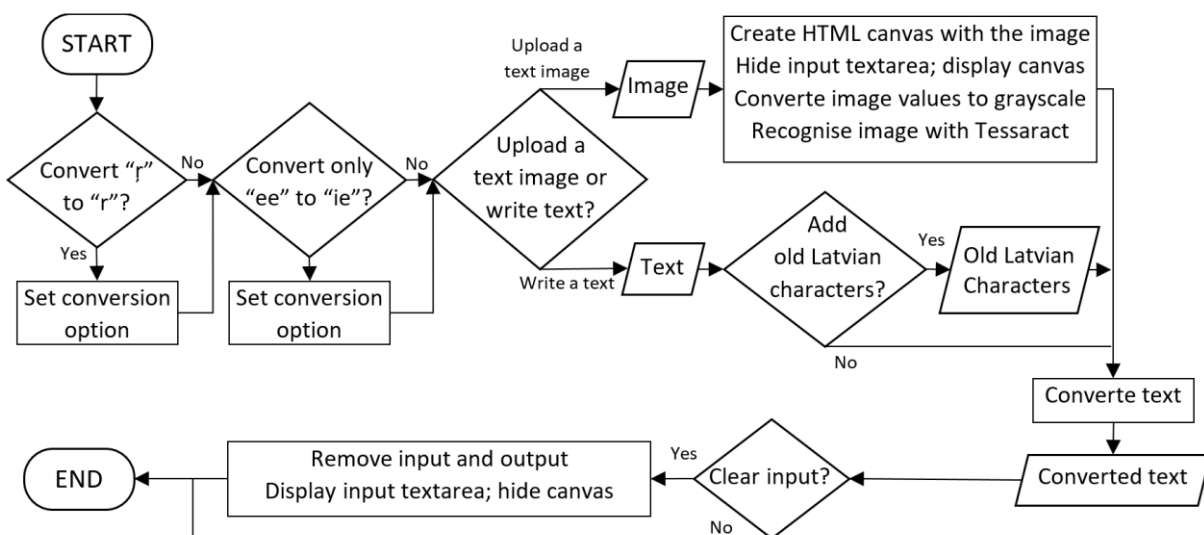 START
Convert “ŗ”
to “r”?
No
Yes
Set conversion
option
Convert only
“ee” to “ie”?
No
Set conversion
option
Upload a
text image or
write text?
Upload a
text image
Image
Create HTML canvas with the image
Hide input textarea; display canvas
Converte image values to grayscale
Recognise image with Tessaract
Write a text
Text
Add
old Latvian
characters?
Yes
Old Latvian
Characters
No
Converte text
Converted text
Clear input?
Yes
No
Remove input and output
Display input textarea; hide canvas
END